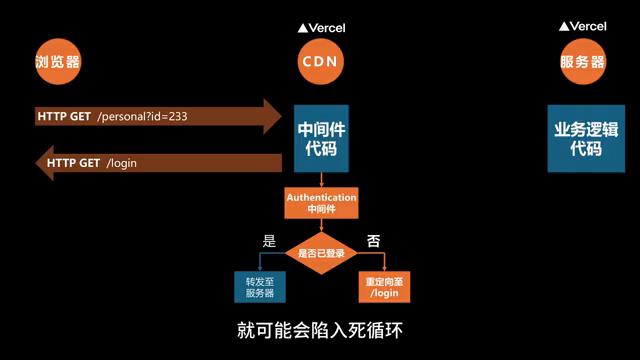 Vercel
Vercel
浏览器
CDN
服务器
HTTP GET /personal?id=233
HTTP GET /login
中间件
代码
业务逻辑
代码
Authentication
中间件
是
否
是否已登录
转发至
服务器
重定向至
/login
就可能会陷入死循环